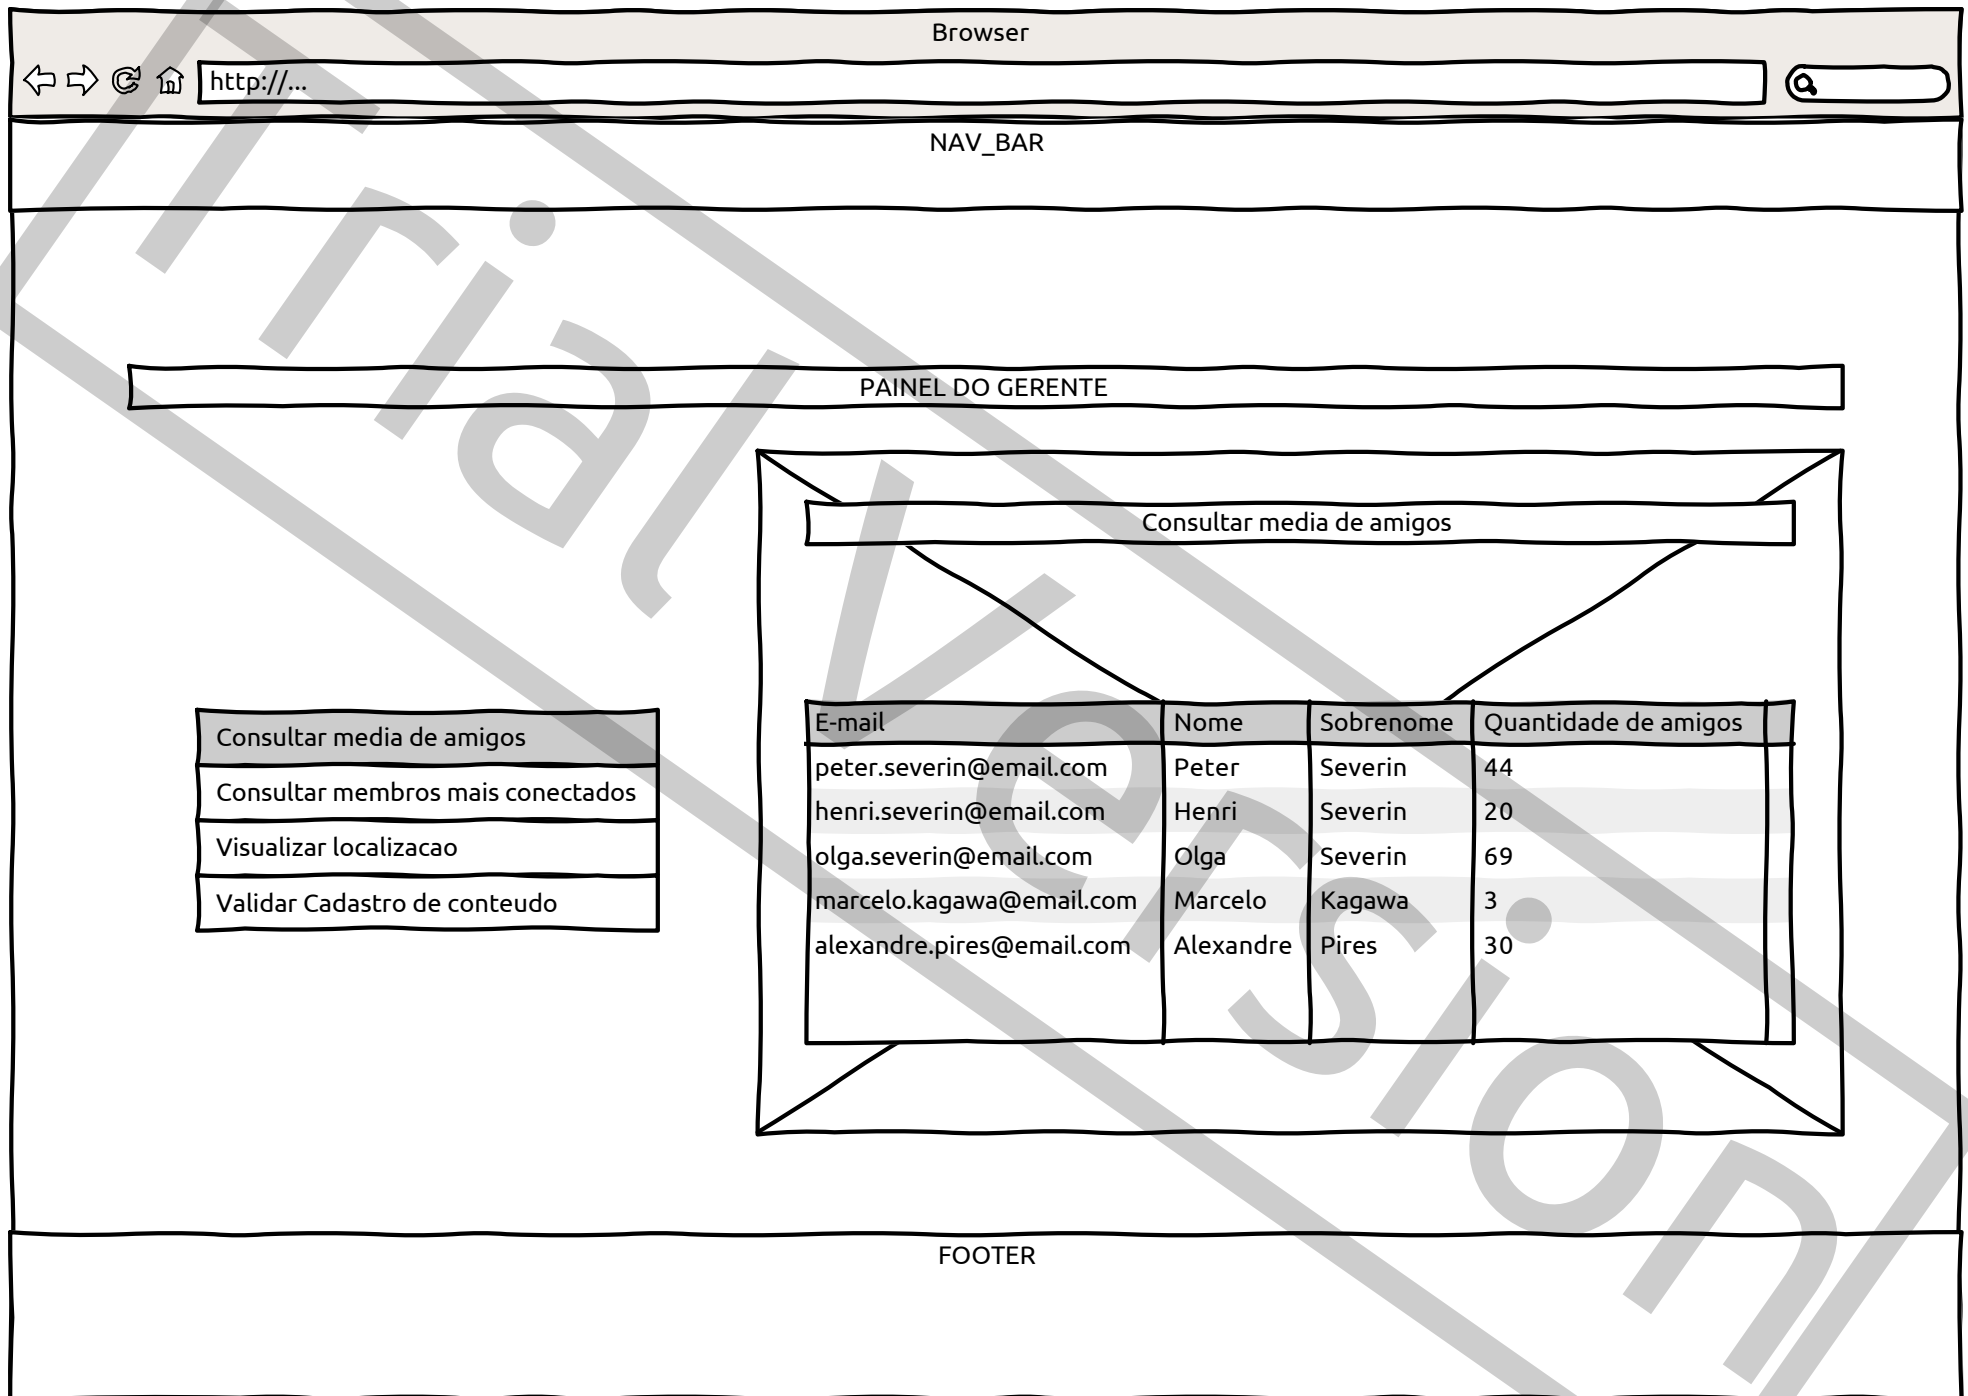 Browser
http://...
NAV_BAR
PAINEL DO GERENTE
Consultar media de amigos
Consultar media de amigos
Consultar membros mais conectados
Visualizar localizacao
Validar Cadastro de conteudo
E-mail Nome Sobrenome Quantidade de amigos
peter.severin@email.com Peter Severin 44
henri.severin@email.com Henri Severin 20
olga.severin@email.com Olga Severin 69
marcelo.kagawa@email.com Marcelo Kagawa 3
alexandre.pires@email.com Alexandre Pires 30
FOOTER
Trial Version